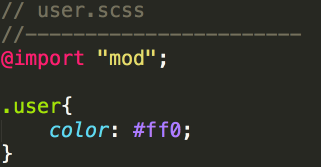 // user.scss
//-----------------------
@import "mod";
.user{
color: #ff0;
}